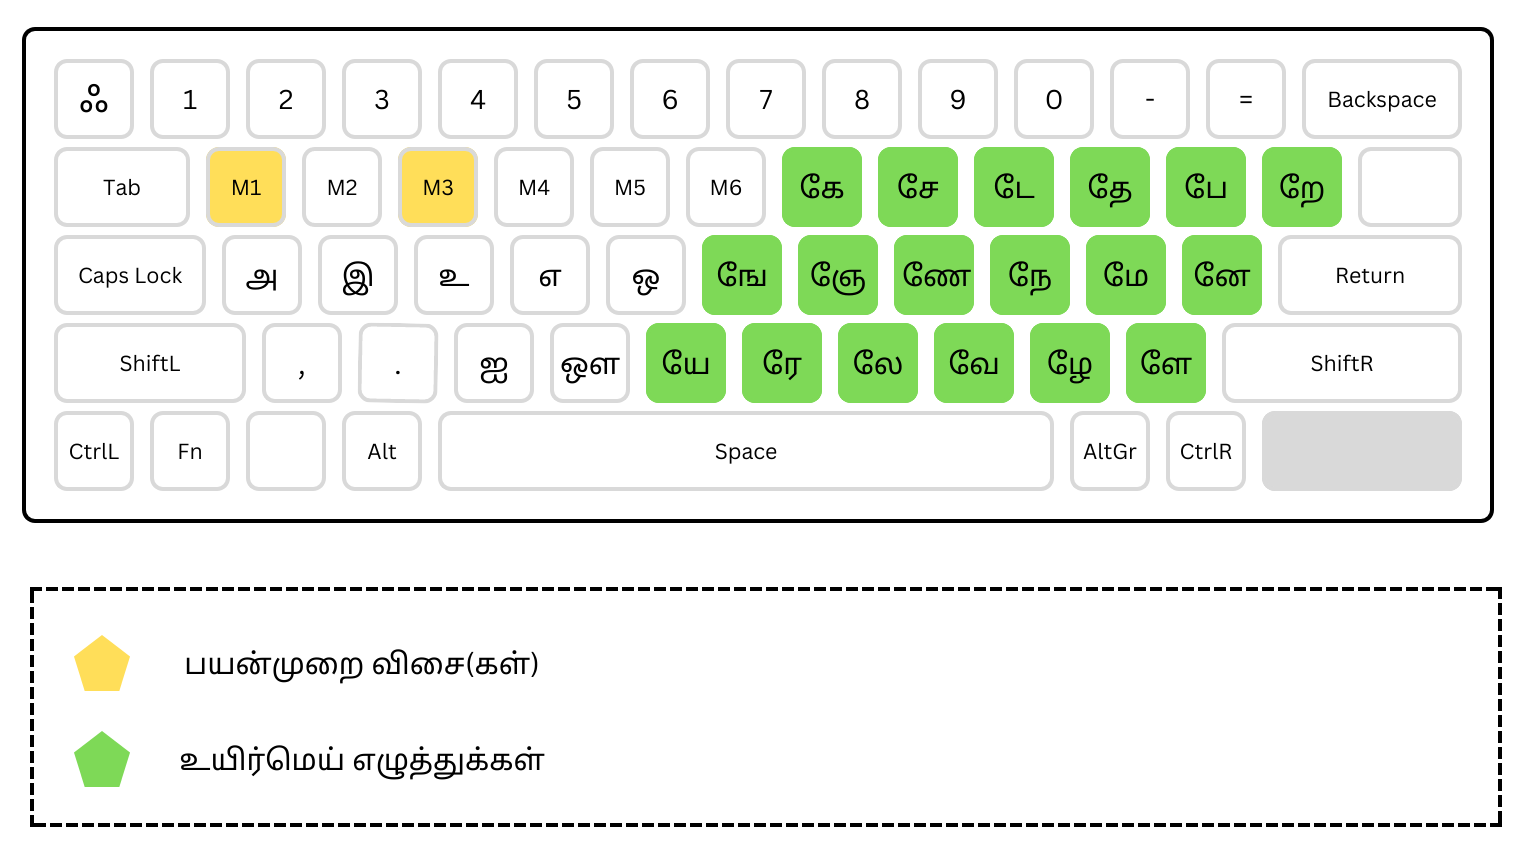 ஃ 1 2 3 4 5 6 7 8 9 0 - = Backspace
Tab M1 M2 M3 M4 M5 M6 கே சே டே தே பே றே
Caps Lock அ இ உ எ ஒ ஙே ஞே ணே நே மே னே Return
ShiftL , . ஐ ஔ யே ரே லே வே ழே ளே ShiftR
CtrlL Fn Alt Space AltGr CtrlR
பயன்முறை விசை(கள்)
உயிர்மெய் எழுத்துக்கள்